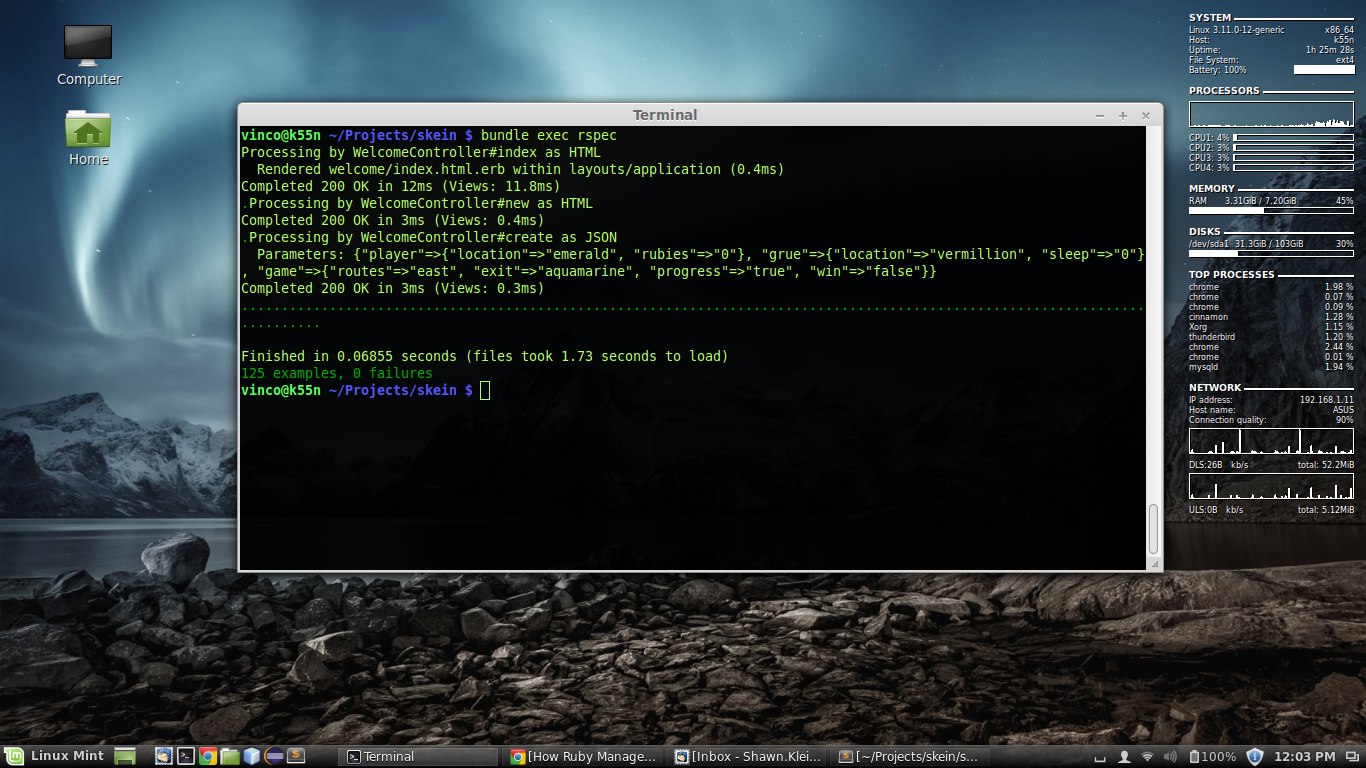 Computer
Home
Terminal
vinco@k55n ~/Projects/skein $ bundle exec rspec
Processing by WelcomeController#index as HTML
  Rendered welcome/index.html.erb within layouts/application (0.4ms)
Completed 200 OK in 12ms (Views: 11.8ms)
.Processing by WelcomeController#new as HTML
Completed 200 OK in 3ms (Views: 0.4ms)
.Processing by WelcomeController#create as JSON
  Parameters: {"player"=>{"location"=>"emerald", "rubies"=>"0"}, "grue"=>{"location"=>"vermillion", "sleep"=>"0"}
, "game"=>{"routes"=>"east", "exit"=>"aquamarine", "progress"=>"true", "win"=>"false"}}
Completed 200 OK in 3ms (Views: 0.3ms)
.................................................................................................................
..........
Finished in 0.06855 seconds (files took 1.73 seconds to load)
125 examples, 0 failures
vinco@k55n ~/Projects/skein $
SYSTEM
Linux 3.11.0-12-generic x86_64
Host: k55n
Uptime: 1h 25m 28s
File System: ext4
Battery: 100%
PROCESSORS
CPU1: 4%
CPU2: 3%
CPU3: 3%
CPU4: 3%
MEMORY
RAM 3.31GiB / 7.20GiB 45%
DISKS
/dev/sda1 31.3GiB / 103GiB 30%
TOP PROCESSES
chrome 1.98 %
chrome 0.07 %
chrome 0.09 %
cinnamon 1.28 %
Xorg 1.15 %
thunderbird 1.20 %
chrome 2.44 %
chrome 0.01 %
mysqld 1.94 %
NETWORK
IP address: 192.168.1.11
Host name: ASUS
Connection quality: 90%
DLS:26B kb/s total: 52.2MiB
ULS:0B kb/s total: 5.12MiB
Linux Mint
Terminal
[How Ruby Manage...
[Inbox - Shawn.Klei...
[~/Projects/skein/s...
100%
12:03 PM